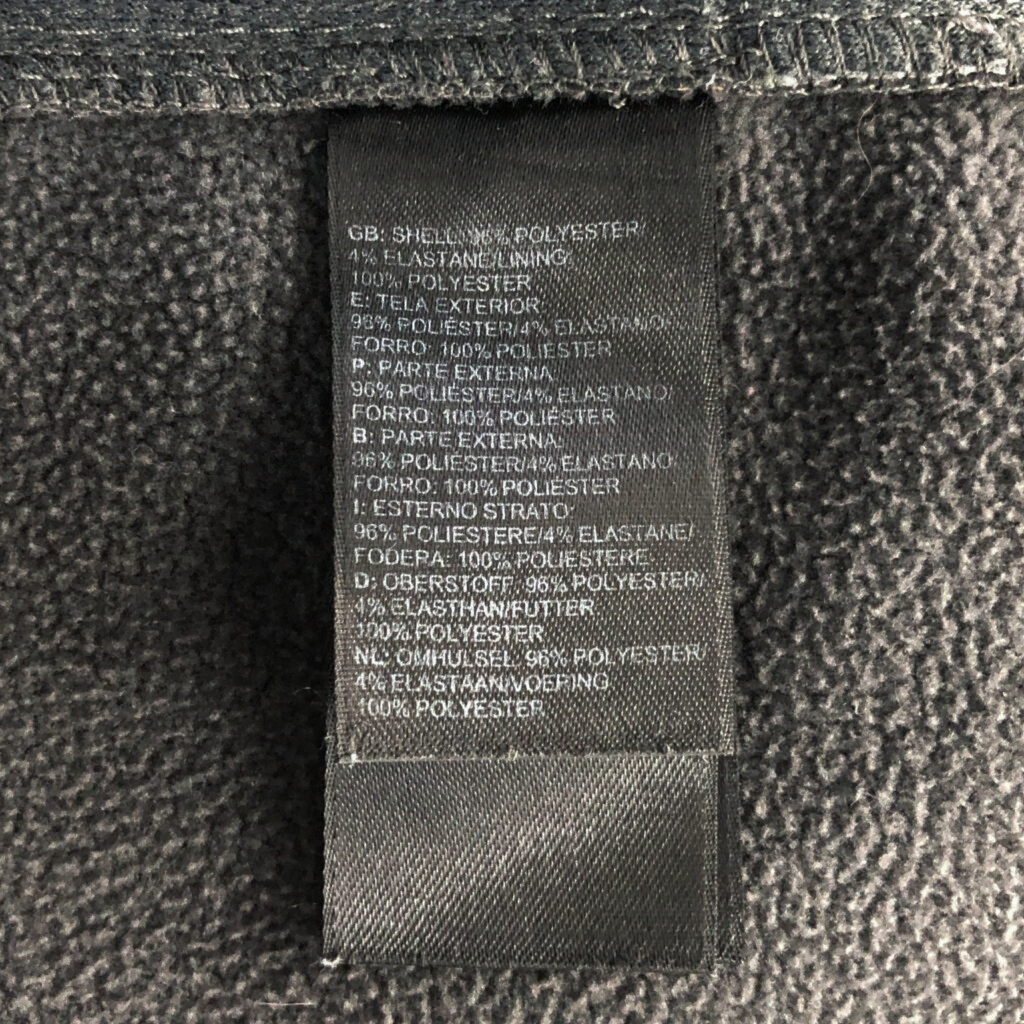 GB: SHELL: 96% POLYESTER/
4% ELASTANE/LINING:
100% POLYESTER
E: TELA EXTERIOR
96% POLIÉSTER/4% ELASTANO/
FORRO: 100% POLIESTER
P: PARTE EXTERNA
96% POLIÉSTER/4% ELASTANO/
FORRO: 100% POLIÉSTER
B: PARTE EXTERNA:
96% POLIESTER/4% ELASTANO
FORRO: 100% POLIESTER
I: ESTERNO STRATO:
96% POLIESTERE/4% ELASTANE/
FODERA: 100% POLIESTERE
D: OBERSTOFF: 96% POLYESTER/
4% ELASTHAN/FUTTER
100% POLYESTER
NL: OMHULSEL: 96% POLYESTER/
4% ELASTAAN/VOERING
100% POLYESTER